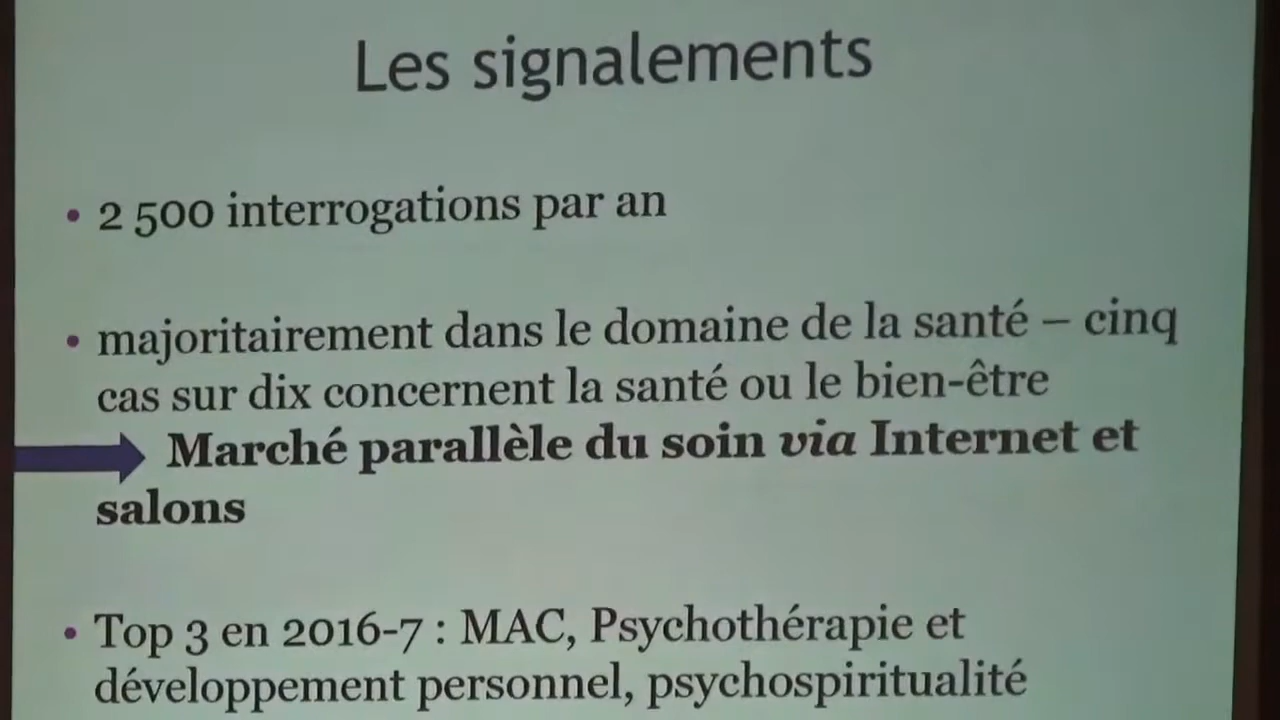 Les signalements
• 2 500 interrogations par an
• majoritairement dans le domaine de la santé – cinq
cas sur dix concernent la santé ou le bien-être
Marché parallèle du soin via Internet et
salons
• Top 3 en 2016-7 : MAC, Psychothérapie et
développement personnel, psychospiritualité